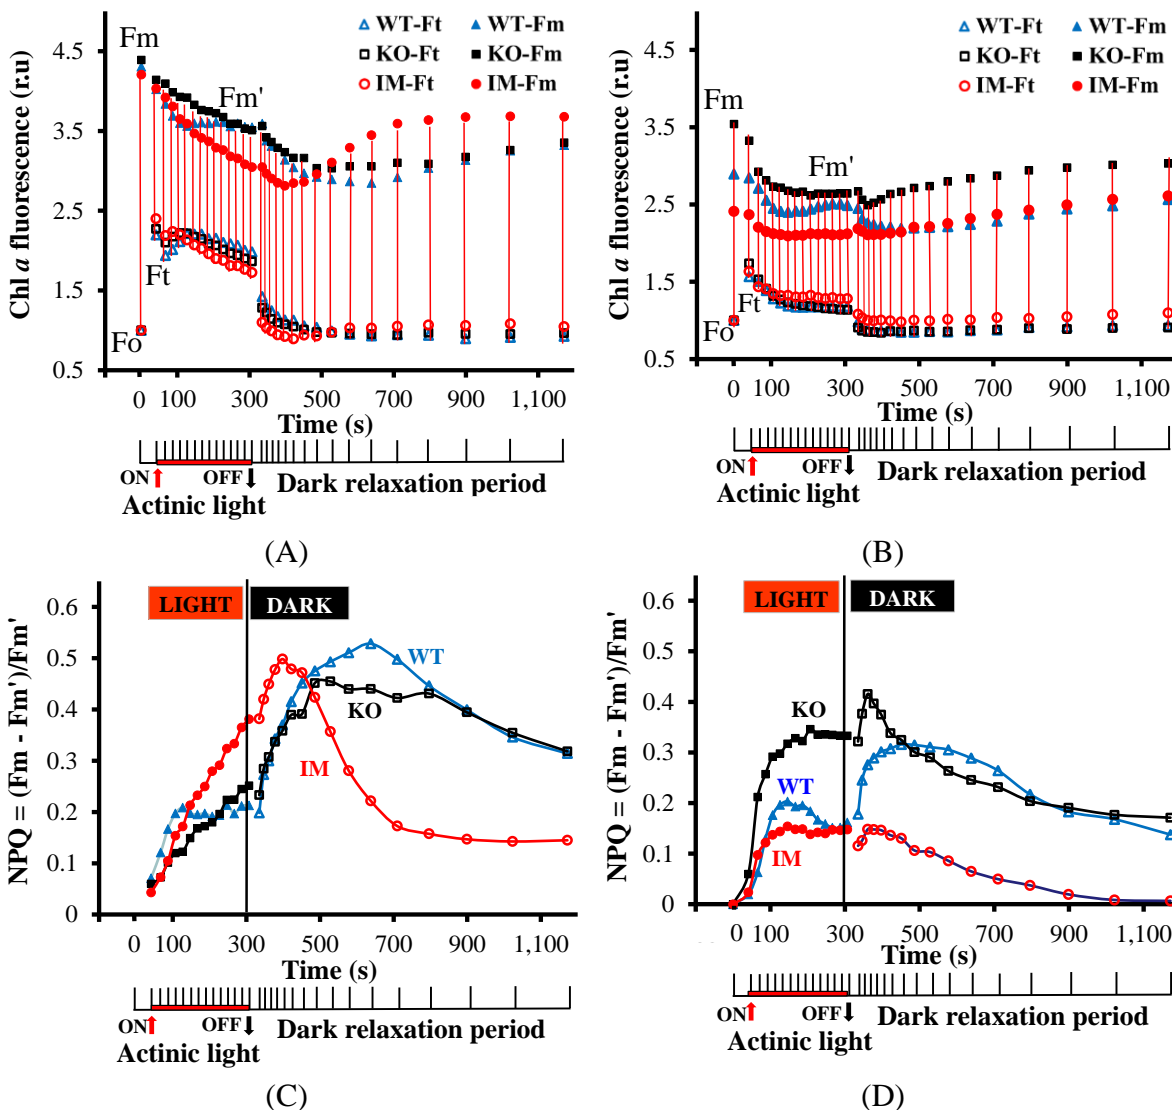 WT-Ft WT-Fm
KO-Ft KO-Fm
IM-Ft IM-Fm
Fm
Fm'
Ft
Fo
4.5
3.5
2.5
1.5
0.5
Chl a fluorescence (r.u)
0 100 300 500 700 900 1,100
Time (s)
ON OFF Dark relaxation period
Actinic light
(A)
WT-Ft WT-Fm
KO-Ft KO-Fm
IM-Ft IM-Fm
Fm
Fm'
Ft
Fo
4.5
3.5
2.5
1.5
0.5
Chl a fluorescence (r.u)
0 100 300 500 700 900 1,100
Time (s)
ON OFF Dark relaxation period
Actinic light
(B)
LIGHT DARK
0.6
0.5
0.4
0.3
0.2
0.1
0
NPQ = (Fm - Fm')/Fm'
WT
KO
IM
0 100 300 500 700 900 1,100
Time (s)
ON OFF Dark relaxation period
Actinic light
(C)
LIGHT DARK
0.6
0.5
0.4
0.3
0.2
0.1
0
NPQ = (Fm - Fm')/Fm'
KO
WT
IM
0 100 300 500 700 900 1,100
Time (s)
ON OFF Dark relaxation period
Actinic light
(D)